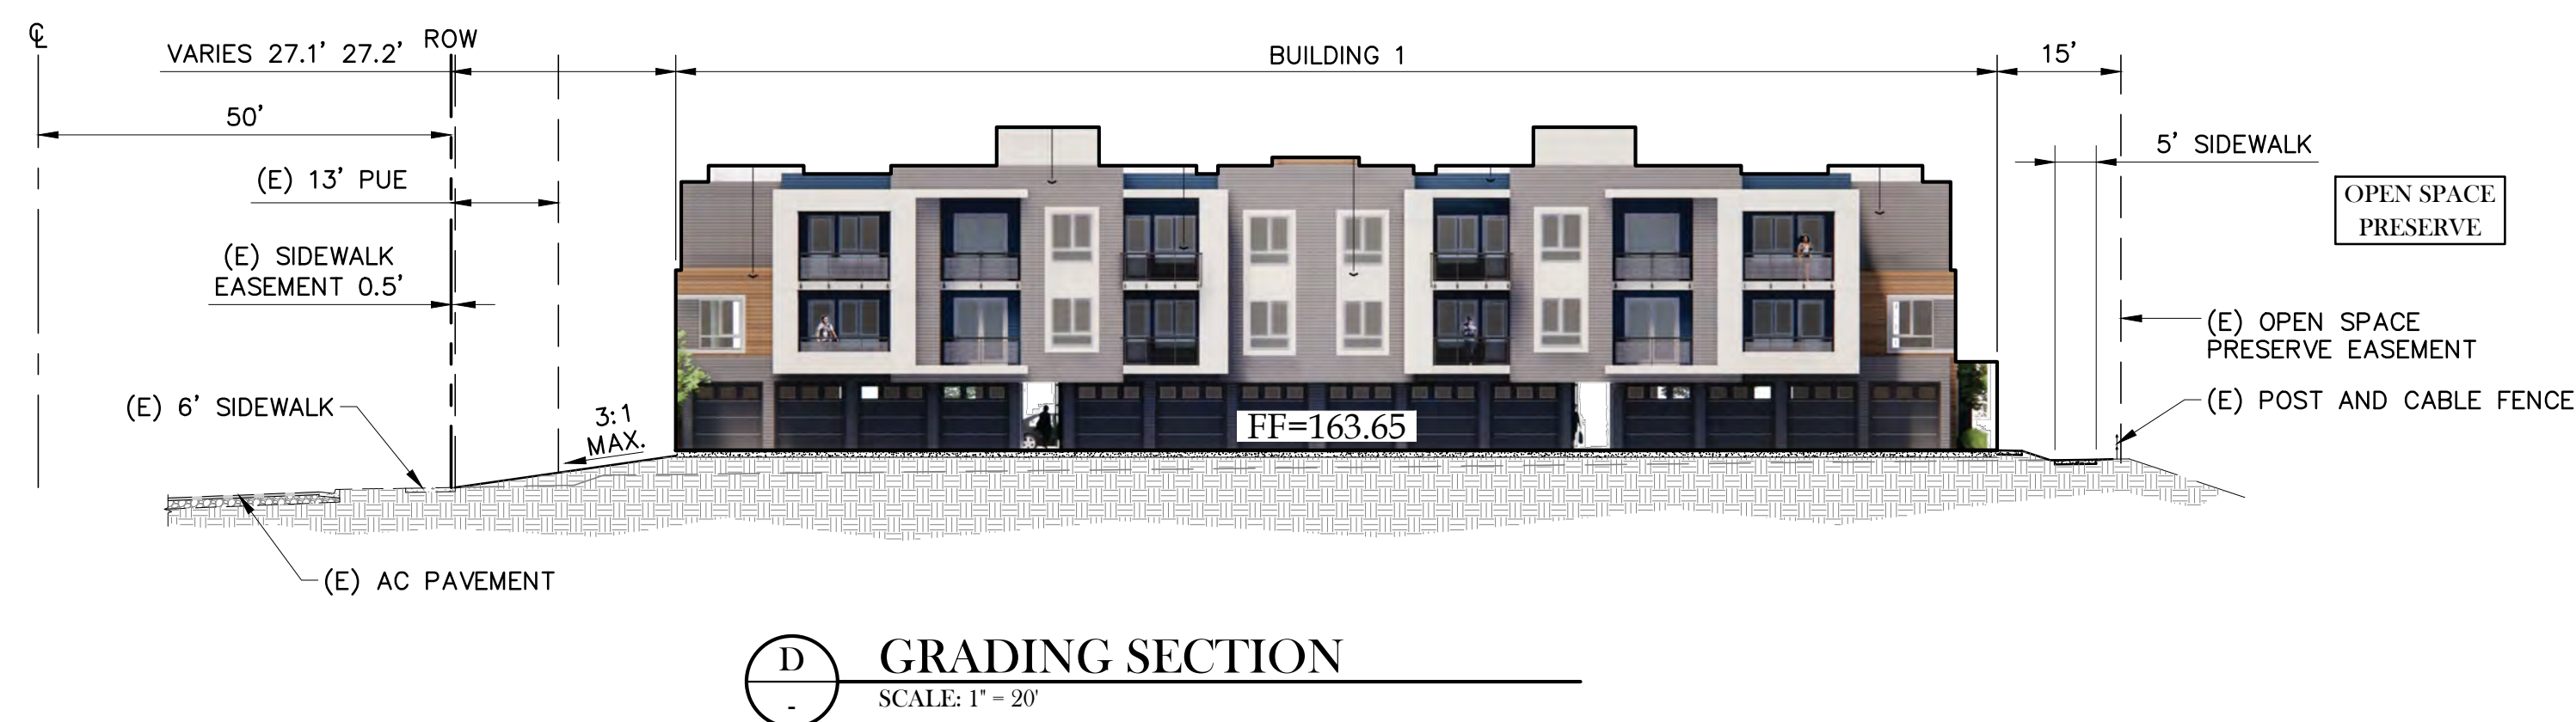 ℄
VARIES 27.1' 27.2'
ROW
BUILDING 1
15'
50'
5' SIDEWALK
(E) 13' PUE
OPEN SPACE
PRESERVE
(E) SIDEWALK
EASEMENT 0.5'
(E) OPEN SPACE
PRESERVE EASEMENT
(E) 6' SIDEWALK
3:1
MAX.
FF=163.65
(E) POST AND CABLE FENCE
(E) AC PAVEMENT
D
-
GRADING SECTION
SCALE: 1" = 20'